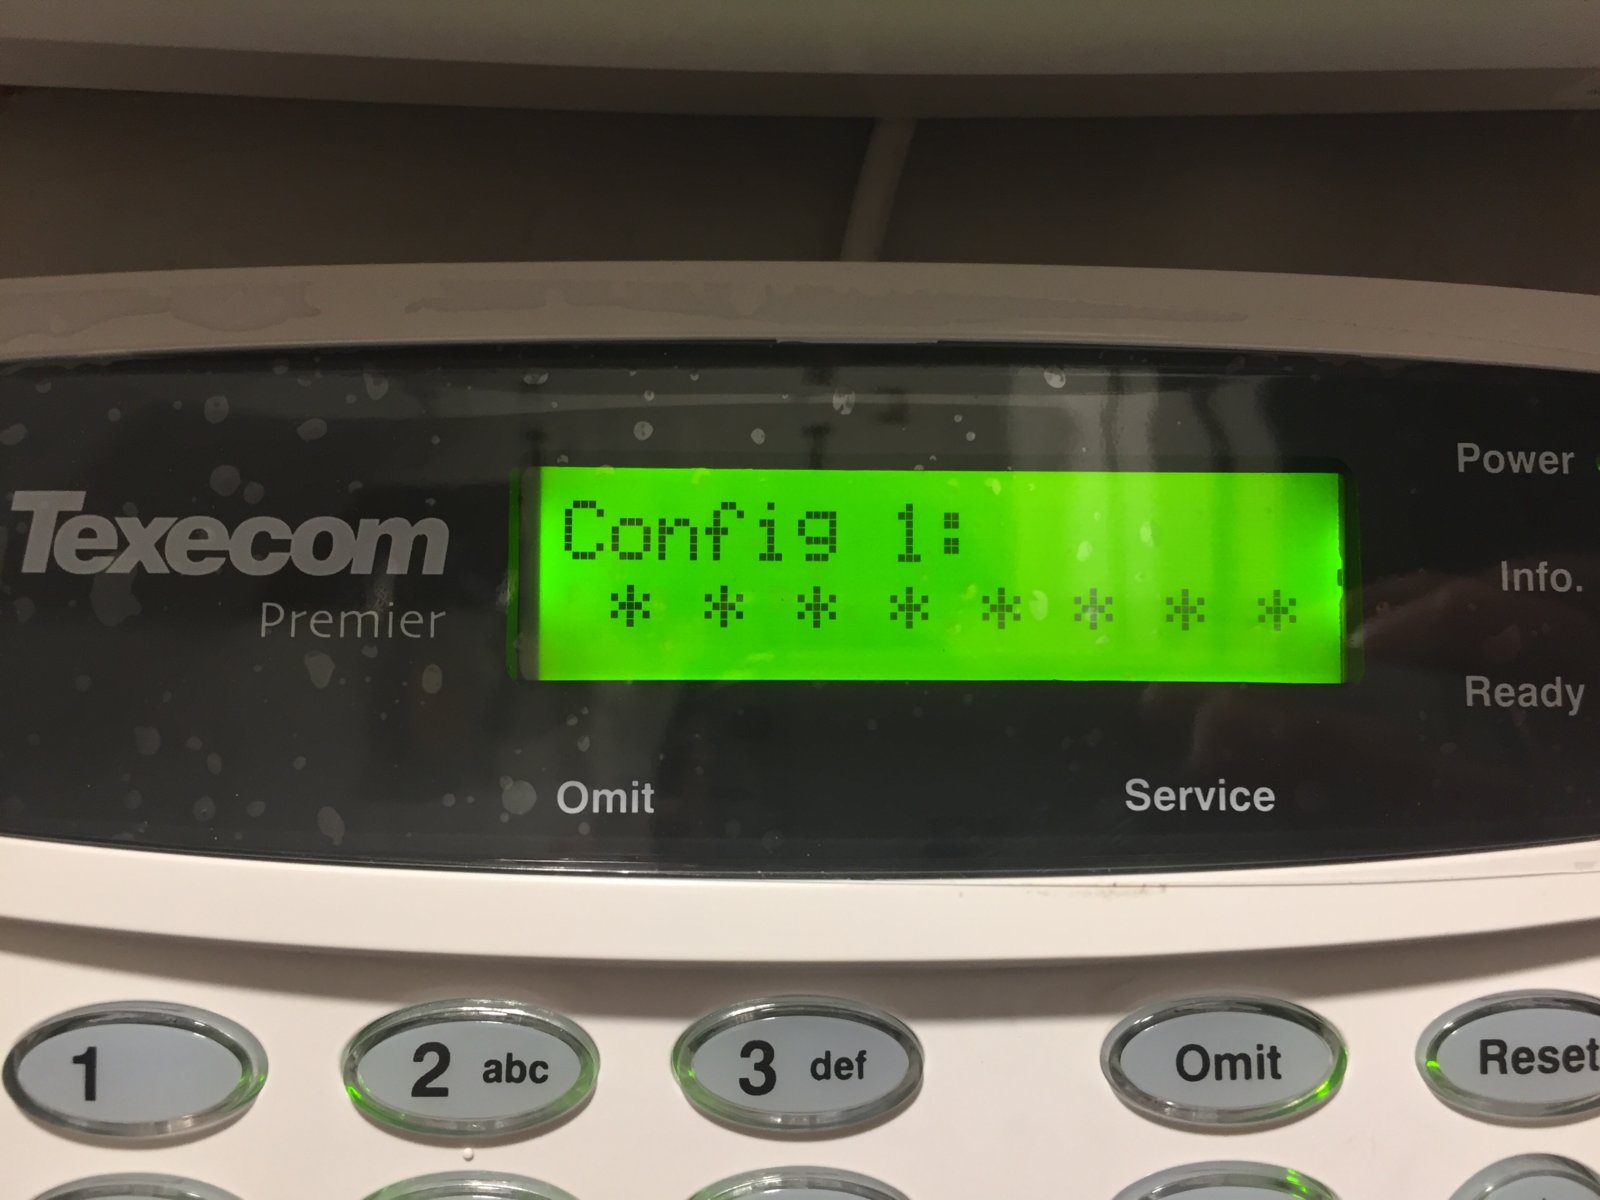 Texecom
Premier
Config 1:
* * * * * * * *
Power
Info.
Ready
Omit
Service
1
2 abc
3 def
Omit
Reset